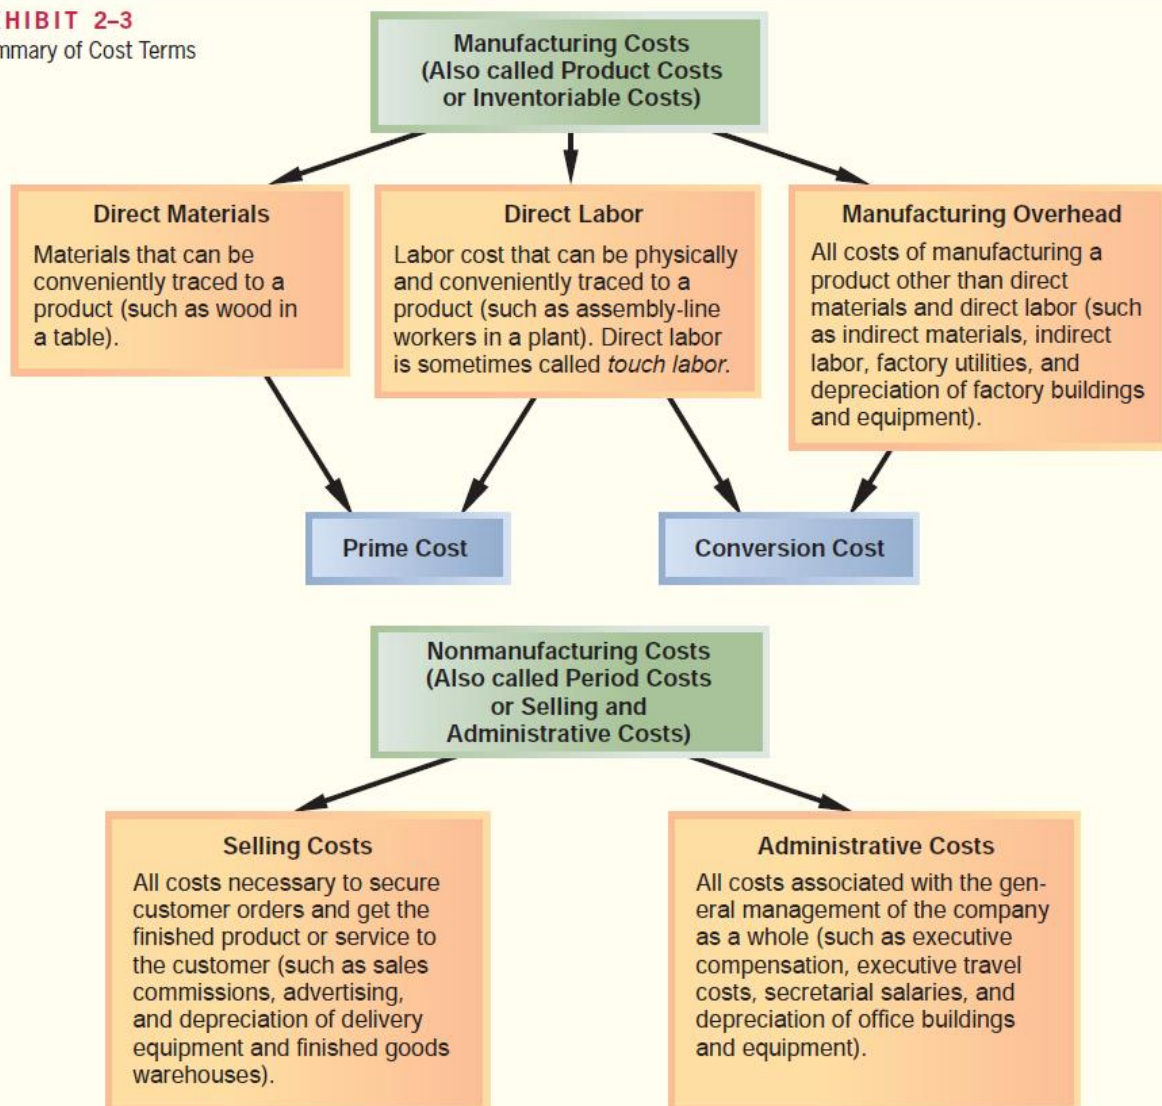 HIBIT 2–3
mmary of Cost Terms
Manufacturing Costs
(Also called Product Costs
or Inventoriable Costs)
Direct Materials
Materials that can be
conveniently traced to a
product (such as wood in
a table).
Direct Labor
Labor cost that can be physically
and conveniently traced to a
product (such as assembly-line
workers in a plant). Direct labor
is sometimes called touch labor.
Manufacturing Overhead
All costs of manufacturing a
product other than direct
materials and direct labor (such
as indirect materials, indirect
labor, factory utilities, and
depreciation of factory buildings
and equipment).
Prime Cost
Conversion Cost
Nonmanufacturing Costs
(Also called Period Costs
or Selling and
Administrative Costs)
Selling Costs
All costs necessary to secure
customer orders and get the
finished product or service to
the customer (such as sales
commissions, advertising,
and depreciation of delivery
equipment and finished goods
warehouses).
Administrative Costs
All costs associated with the gen-
eral management of the company
as a whole (such as executive
compensation, executive travel
costs, secretarial salaries, and
depreciation of office buildings
and equipment).